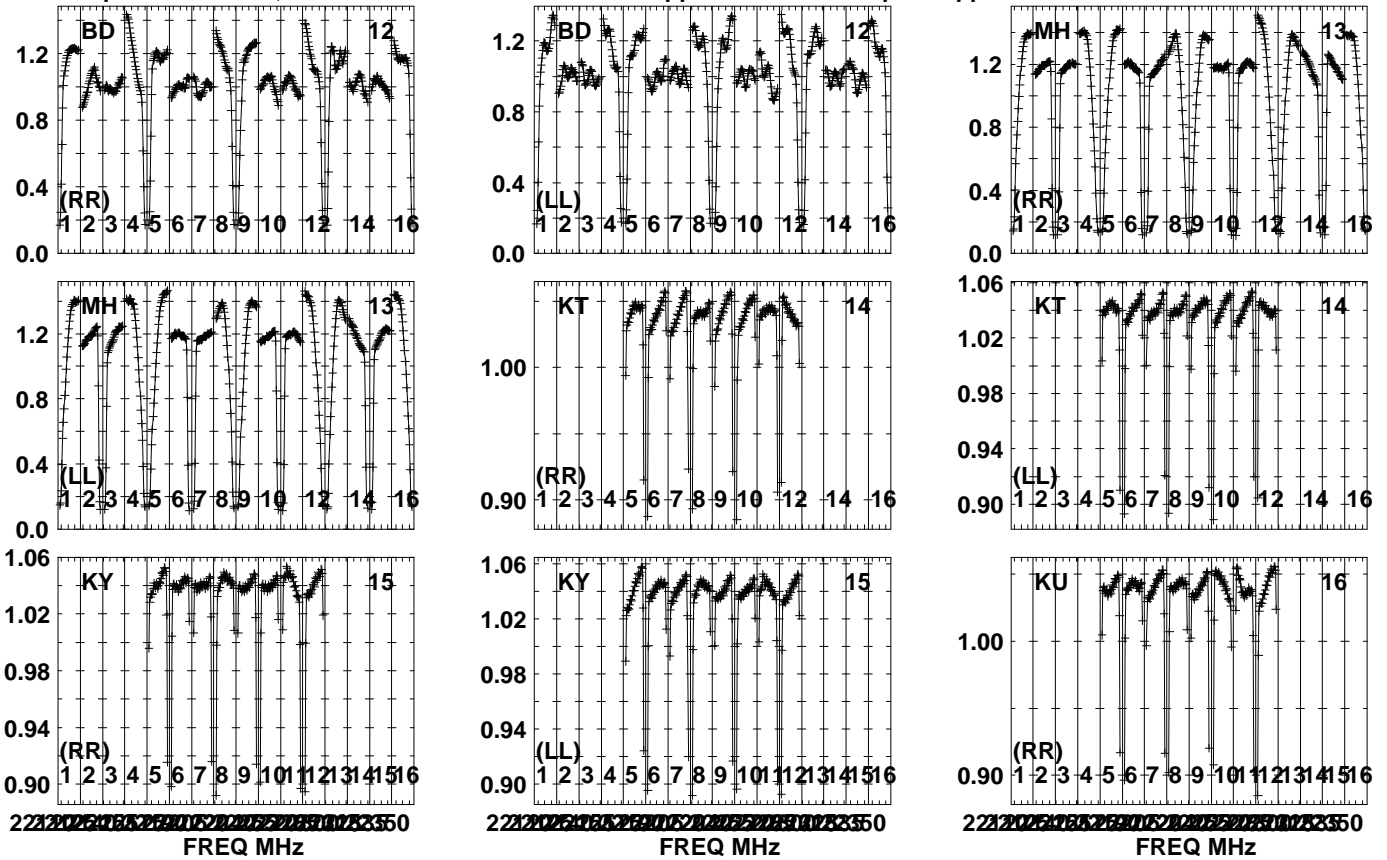 BD 12
1.2
0.8
0.4
0.0
(RR)
1 2 3 4 5 6 7 8 9 10 12 14 16
BD 12
1.2
0.8
0.4
0.0
(LL)
1 2 3 4 5 6 7 8 9 10 12 14 16
MH 13
1.2
0.8
0.4
0.0
(RR)
1 2 3 4 5 6 7 8 9 10 12 14 16
MH 13
1.2
0.8
0.4
0.0
(LL)
1 2 3 4 5 6 7 8 9 10 12 14 16
KT 14
1.00
0.90
(RR)
1 2 3 4 5 6 7 8 9 10 12 14 16
KT 14
1.06
1.02
0.98
0.94
0.90
(LL)
1 2 3 4 5 6 7 8 9 10 12 14 16
KY 15
1.06
1.02
0.98
0.94
0.90
(RR)
1 2 3 4 5 6 7 8 9 10 11 12 13 14 15 16
FREQ MHz
KY 15
1.06
1.02
0.98
0.94
0.90
(LL)
1 2 3 4 5 6 7 8 9 10 11 12 13 14 15 16
FREQ MHz
KU 16
1.00
0.90
(RR)
1 2 3 4 5 6 7 8 9 10 11 12 13 14 15 16
FREQ MHz